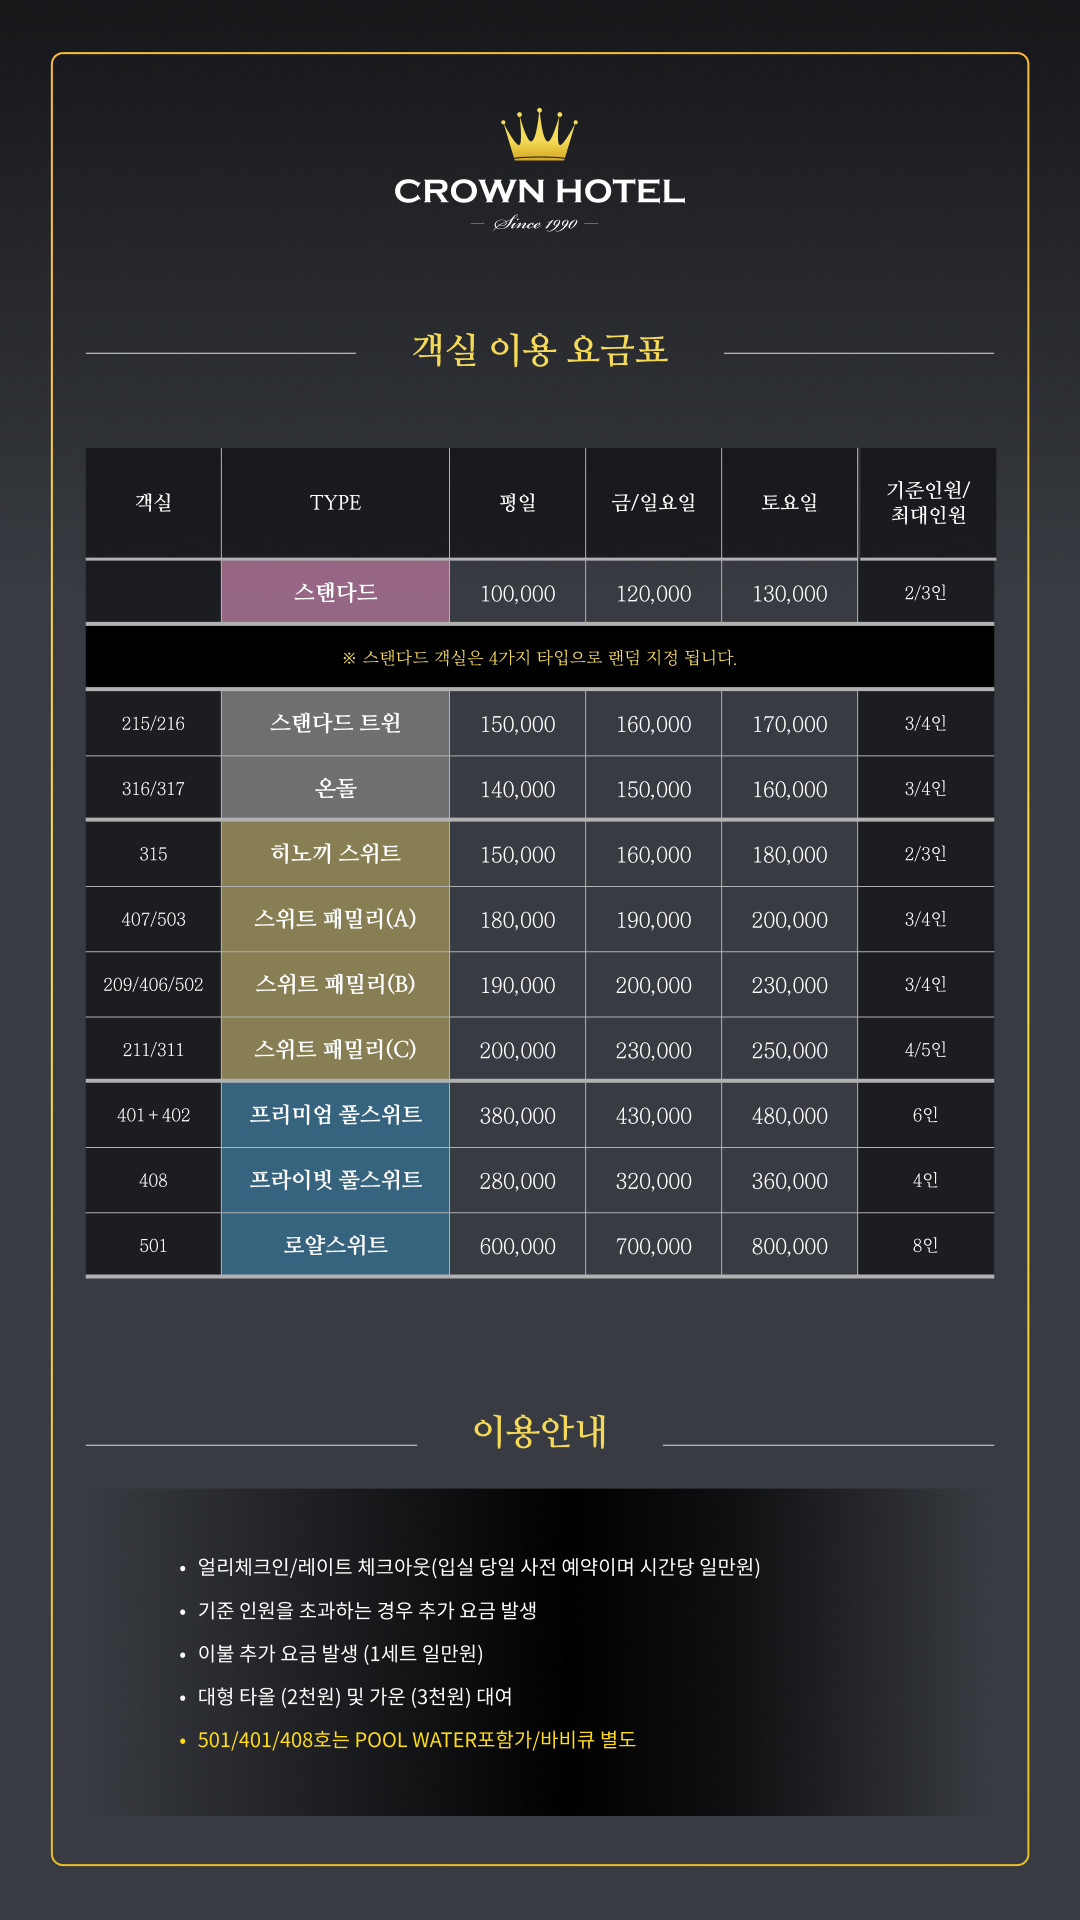 CROWN HOTEL
Since 1990
객실 이용 요금표
객실 TYPE 평일 금/일요일 토요일 기준인원/
최대인원
스탠다드 100,000 120,000 130,000 2/3인
※ 스탠다드 객실은 4가지 타입으로 랜덤 지정 됩니다.
215/216 스탠다드 트윈 150,000 160,000 170,000 3/4인
316/317 온돌 140,000 150,000 160,000 3/4인
315 히노끼 스위트 150,000 160,000 180,000 2/3인
407/503 스위트 패밀리(A) 180,000 190,000 200,000 3/4인
209/406/502 스위트 패밀리(B) 190,000 200,000 230,000 3/4인
211/311 스위트 패밀리(C) 200,000 230,000 250,000 4/5인
401 + 402 프리미엄 풀스위트 380,000 430,000 480,000 6인
408 프라이빗 풀스위트 280,000 320,000 360,000 4인
501 로얄스위트 600,000 700,000 800,000 8인
이용안내
• 얼리체크인/레이트 체크아웃(입실 당일 사전 예약이며 시간당 일만원)
• 기준 인원을 초과하는 경우 추가 요금 발생
• 이불 추가 요금 발생 (1세트 일만원)
• 대형 타올 (2천원) 및 가운 (3천원) 대여
• 501/401/408호는 POOL WATER포함가/바비큐 별도